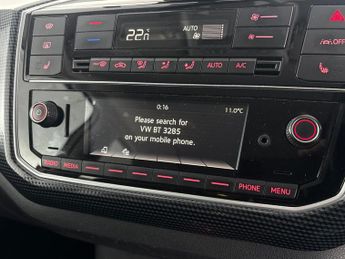 22
AUTO
OFF
AUTO
A/C
0:16
11.0°C
Please search for
VW BT 3285
on your mobile phone.
RADIO
MEDIA
PHONE
MENU